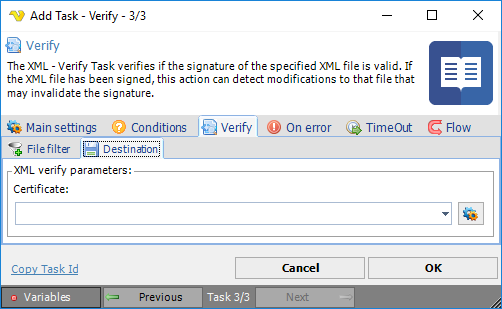 Add Task - Verify - 3/3
Verify
The XML - Verify Task verifies if the signature of the specified XML file is valid. If
the XML file has been signed, this action can detect modifications to that file that
may invalidate the signature.
Main settings Conditions Verify On error TimeOut Flow
File filter Destination
XML verify parameters:
Certificate:
Copy Task Id Cancel OK
Variables Previous Task 3/3 Next